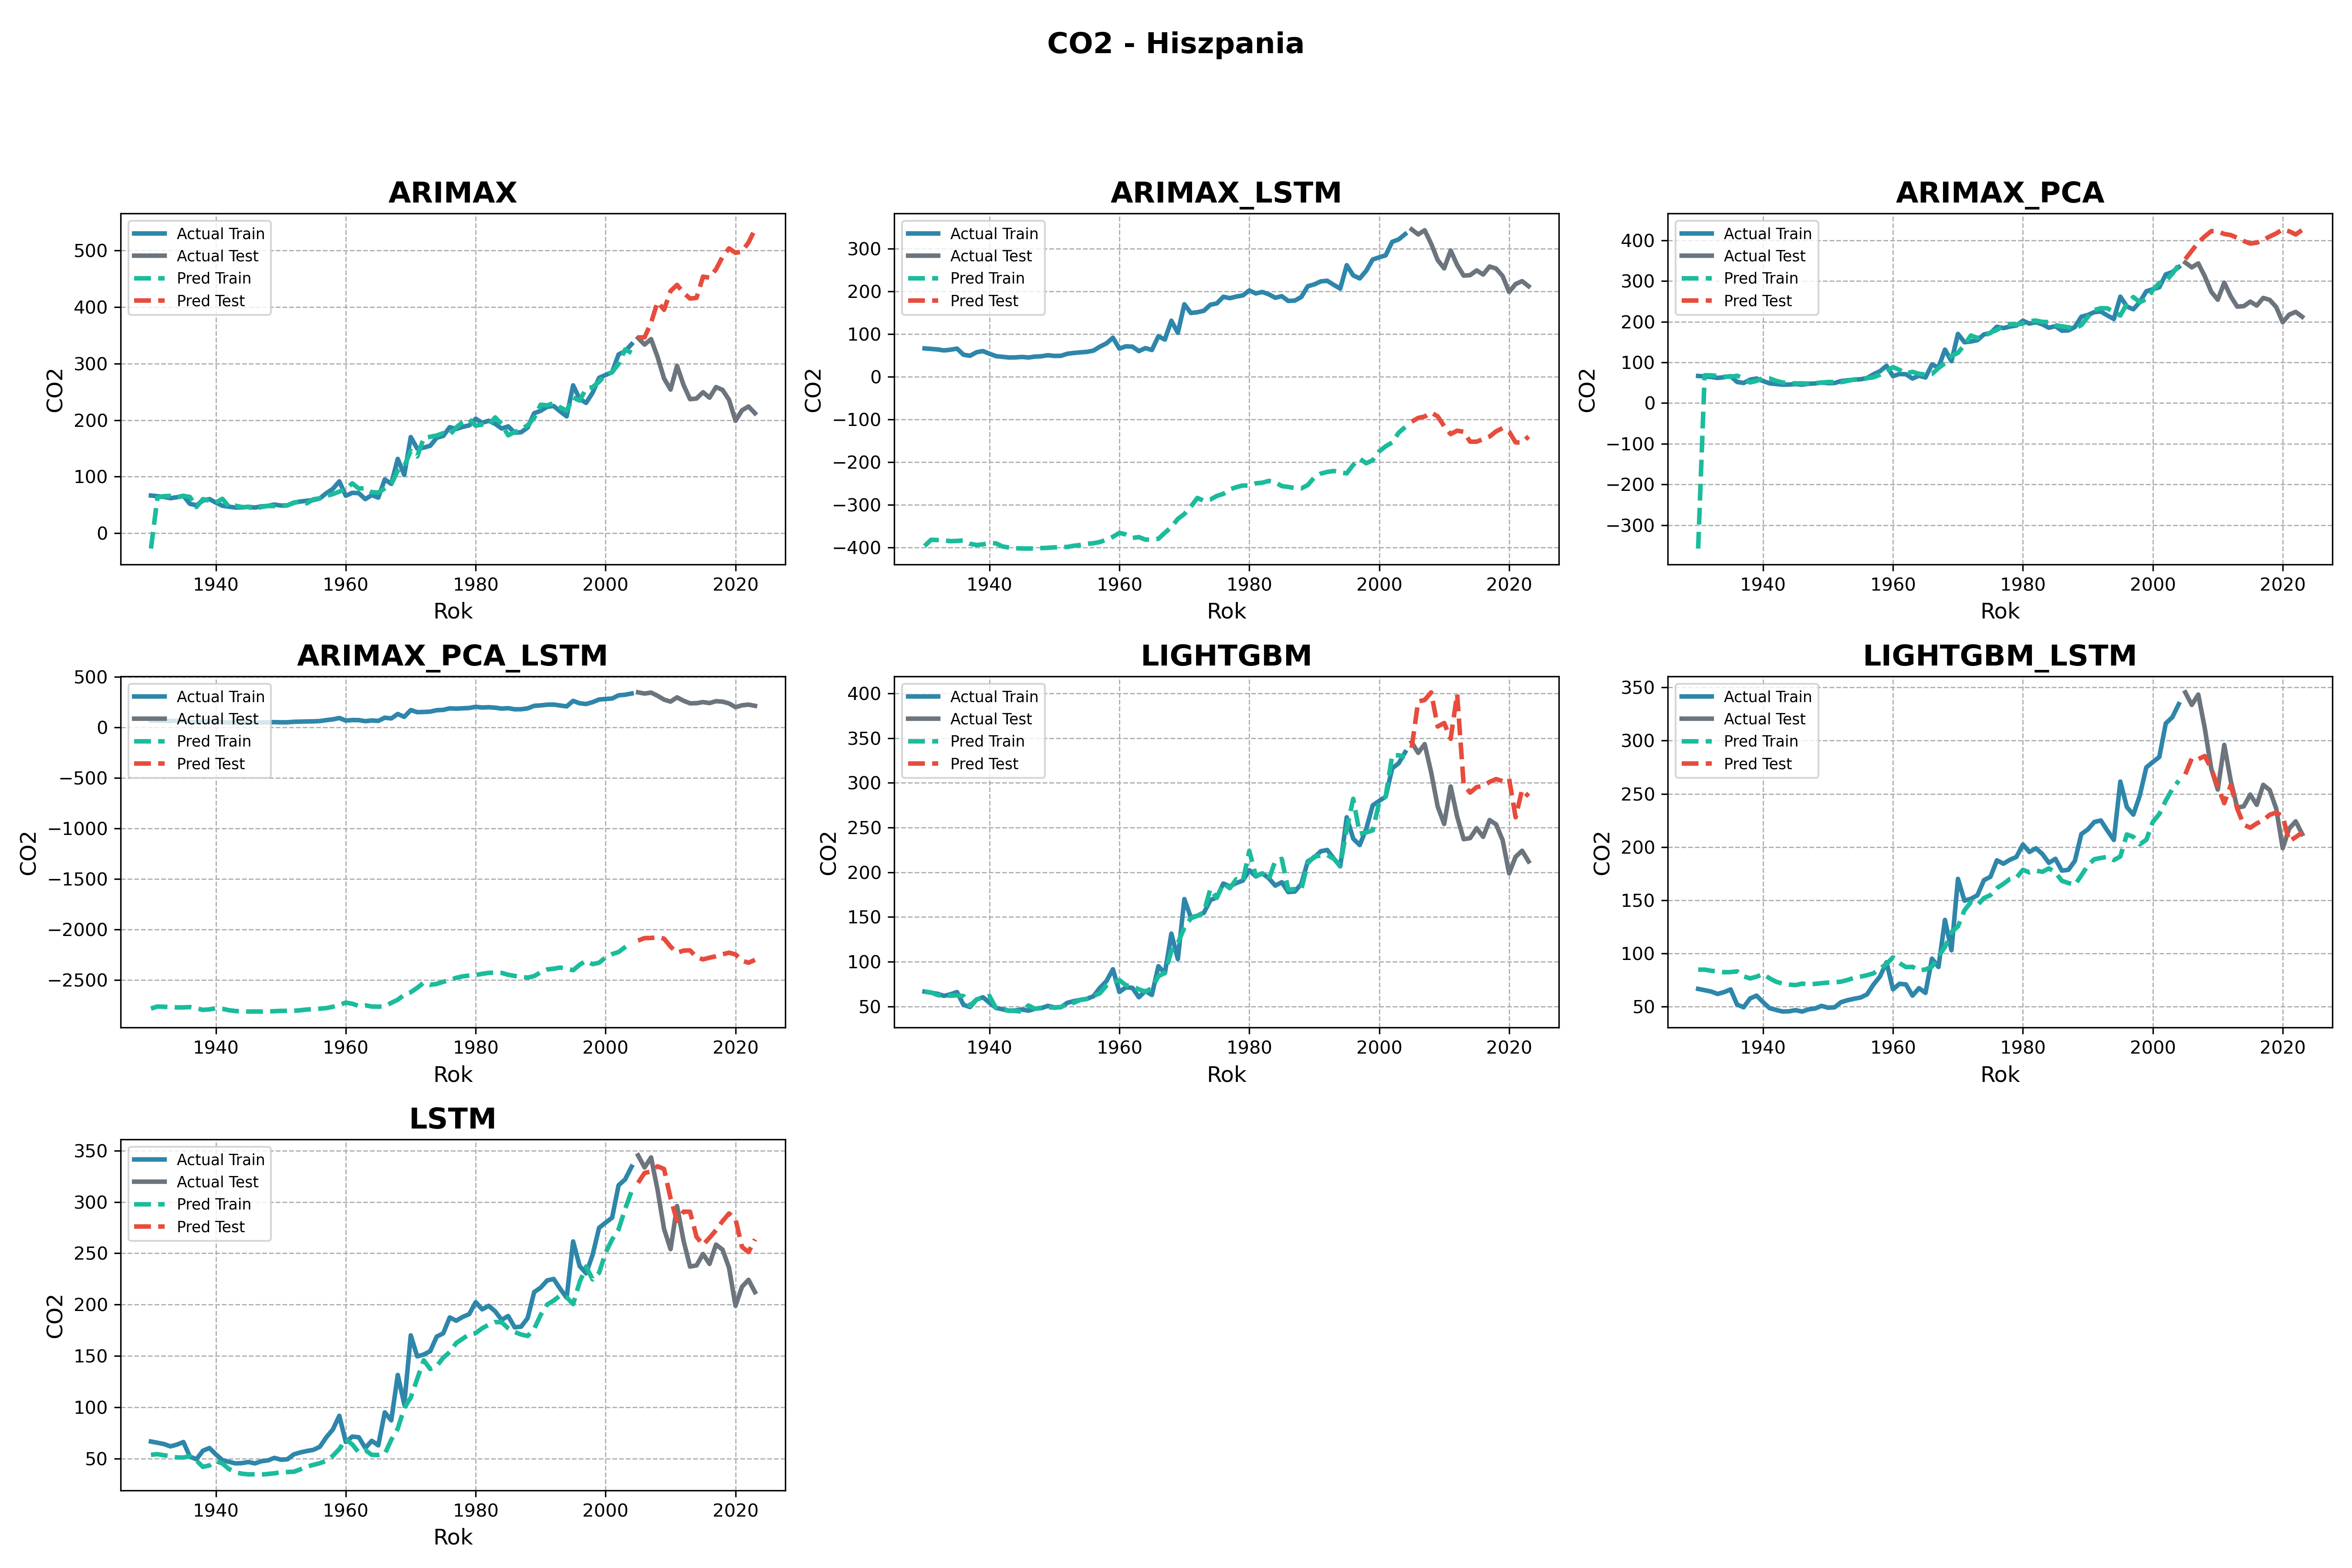 CO2 - Hiszpania
ARIMAX
Actual Train
Actual Test
Pred Train
Pred Test
500
400
300
200
100
0
CO2
1940 1960 1980 2000 2020
Rok
ARIMAX_LSTM
Actual Train
Actual Test
Pred Train
Pred Test
300
200
100
0
−100
−200
−300
−400
CO2
1940 1960 1980 2000 2020
Rok
ARIMAX_PCA
Actual Train
Actual Test
Pred Train
Pred Test
400
300
200
100
0
−100
−200
−300
CO2
1940 1960 1980 2000 2020
Rok
ARIMAX_PCA_LSTM
Actual Train
Actual Test
Pred Train
Pred Test
500
0
−500
−1000
−1500
−2000
−2500
CO2
1940 1960 1980 2000 2020
Rok
LIGHTGBM
Actual Train
Actual Test
Pred Train
Pred Test
400
350
300
250
200
150
100
50
CO2
1940 1960 1980 2000 2020
Rok
LIGHTGBM_LSTM
Actual Train
Actual Test
Pred Train
Pred Test
350
300
250
200
150
100
50
CO2
1940 1960 1980 2000 2020
Rok
LSTM
Actual Train
Actual Test
Pred Train
Pred Test
350
300
250
200
150
100
50
CO2
1940 1960 1980 2000 2020
Rok